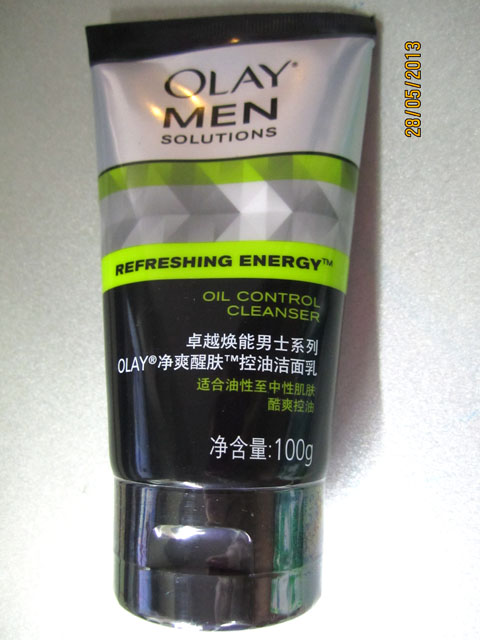 OLAY®
MEN
SOLUTIONS
REFRESHING ENERGY™
OIL CONTROL
CLEANSER
卓越焕能男士系列
OLAY®净爽醒肤™控油洁面乳
适合油性至中性肌肤
酷爽控油
净含量:100g
28/05/2013